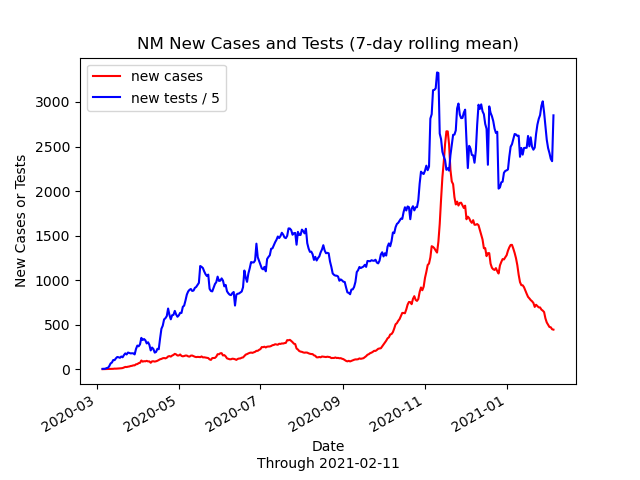 NM New Cases and Tests (7-day rolling mean)
new cases
new tests / 5
New Cases or Tests
3000
2500
2000
1500
1000
500
0
2020-03
2020-05
2020-07
2020-09
2020-11
2021-01
Date
Through 2021-02-11